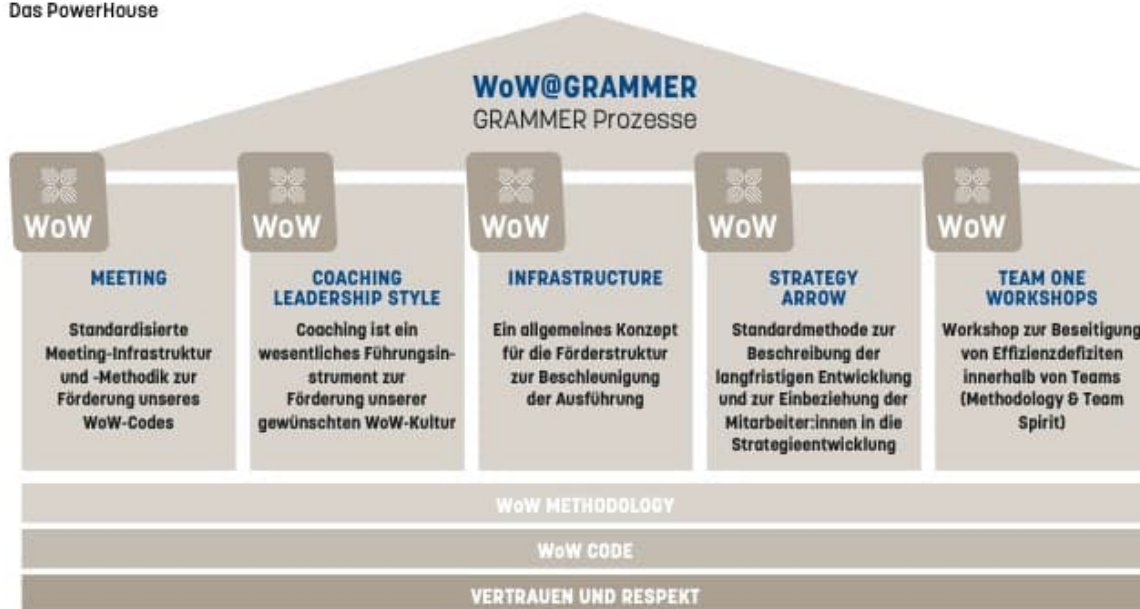 Das PowerHouse
WoW@GRAMMER
GRAMMER Prozesse
WoW
MEETING
Standardisierte
Meeting-Infrastruktur
und -Methodik zur
Förderung unseres
WoW-Codes
WoW
COACHING
LEADERSHIP STYLE
Coaching ist ein
wesentliches Führungsin-
strument zur
Förderung unserer
gewünschten WoW-Kultur
WoW
INFRASTRUCTURE
Ein allgemeines Konzept
für die Förderstruktur
zur Beschleunigung
der Ausführung
WoW
STRATEGY
ARROW
Standardmethode zur
Beschreibung der
langfristigen Entwicklung
und zur Einbeziehung der
Mitarbeiter:innen in die
Strategieentwicklung
WoW
TEAM ONE
WORKSHOPS
Workshop zur Beseitigung
von Effizienzdefiziten
innerhalb von Teams
(Methodology & Team
Spirit)
WoW METHODOLOGY
WoW CODE
VERTRAUEN UND RESPEKT